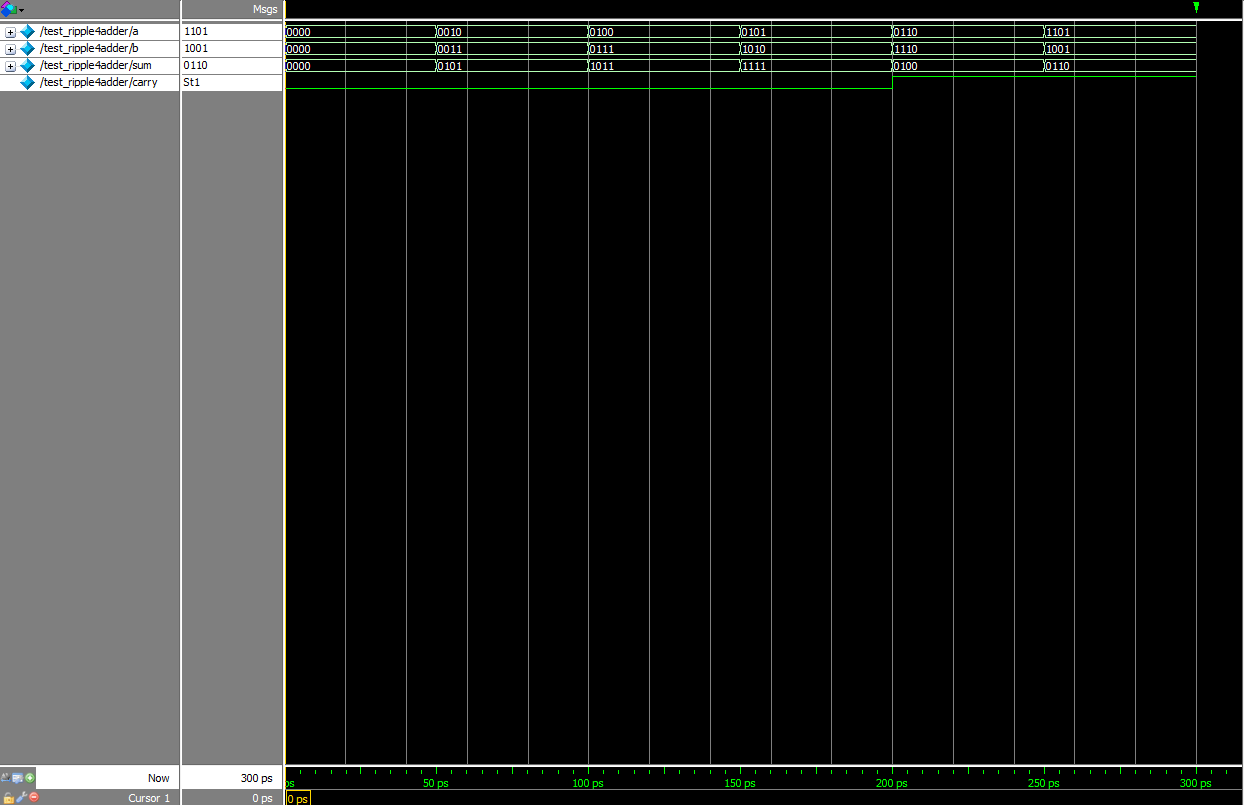 Msgs
/test_ripple4adder/a 1101 0000 0010 0100 0101 0110 1101
/test_ripple4adder/b 1001 0000 0011 0111 1010 1110 1001
/test_ripple4adder/sum 0110 0000 0101 1011 1111 0100 0110
/test_ripple4adder/carry St1
Now 300 ps ps 50 ps 100 ps 150 ps 200 ps 250 ps 300 ps
Cursor 1 0 ps 0 ps